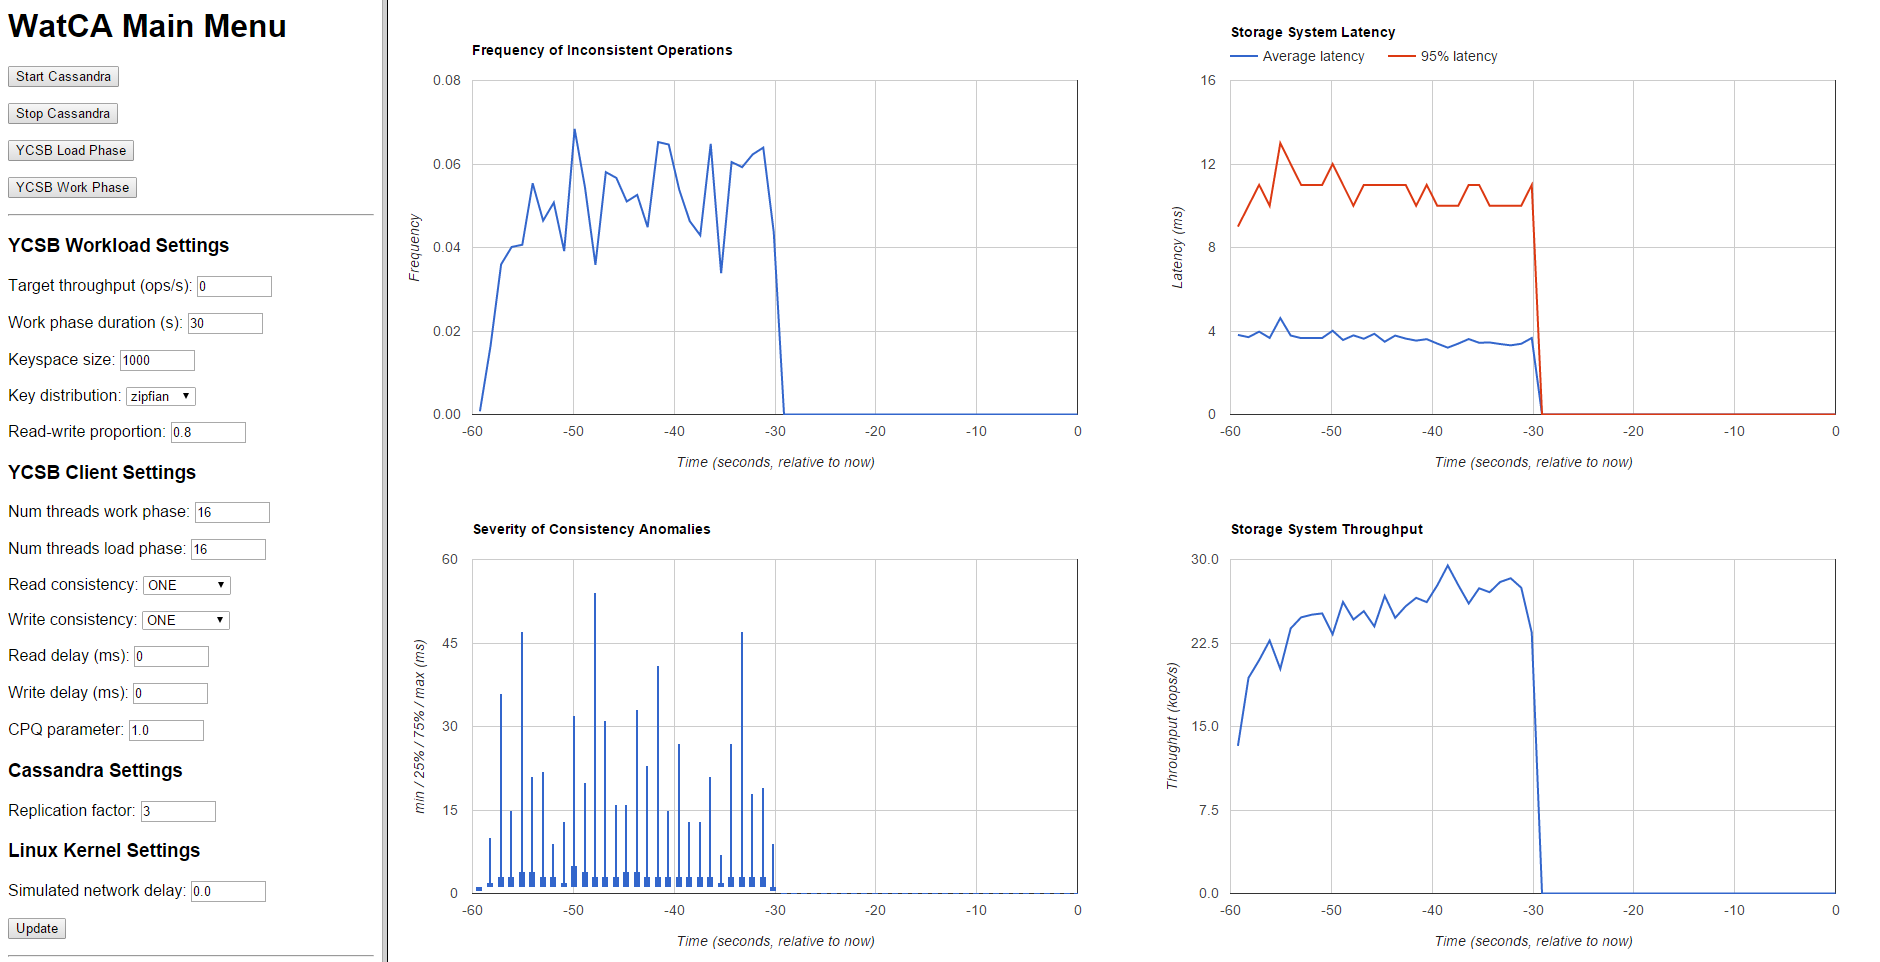 WatCA Main Menu
Start Cassandra
Stop Cassandra
YCSB Load Phase
YCSB Work Phase
YCSB Workload Settings
Target throughput (ops/s): 0
Work phase duration (s): 30
Keyspace size: 1000
Key distribution: zipfian
Read-write proportion: 0.8
YCSB Client Settings
Num threads work phase: 16
Num threads load phase: 16
Read consistency: ONE
Write consistency: ONE
Read delay (ms): 0
Write delay (ms): 0
CPQ parameter: 1.0
Cassandra Settings
Replication factor: 3
Linux Kernel Settings
Simulated network delay: 0.0
Update
Frequency of Inconsistent Operations
Frequency
0.08
0.06
0.04
0.02
0.00
-60 -50 -40 -30 -20 -10 0
Time (seconds, relative to now)
Storage System Latency
Average latency 95% latency
Latency (ms)
16
12
8
4
0
-60 -50 -40 -30 -20 -10 0
Time (seconds, relative to now)
Severity of Consistency Anomalies
min / 25% / 75% / max (ms)
60
45
30
15
0
-60 -50 -40 -30 -20 -10 0
Time (seconds, relative to now)
Storage System Throughput
Throughput (kops/s)
30.0
22.5
15.0
7.5
0.0
-60 -50 -40 -30 -20 -10 0
Time (seconds, relative to now)